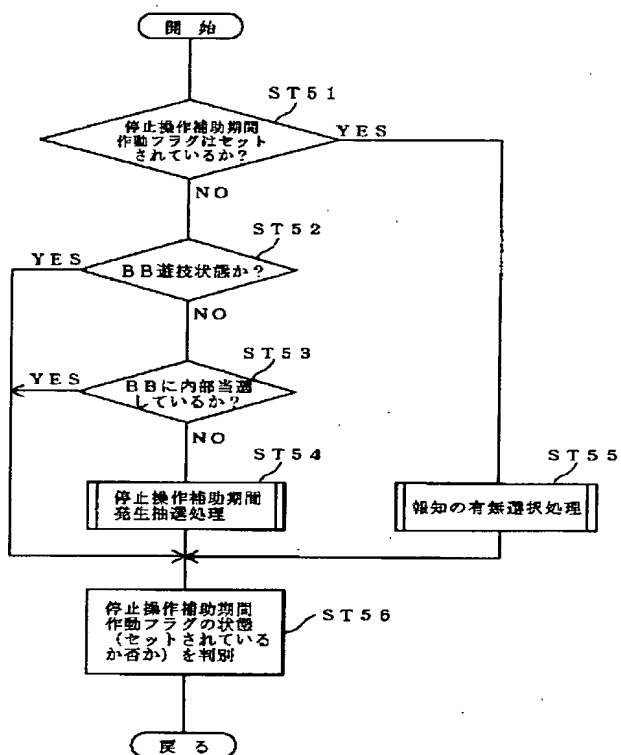 開 始
ST51
停止操作補助期間
作動フラグはセット
されているか?
YES
NO
ST52
YES
BB遊技状態か?
NO
ST53
YES
BBに内部当選
しているか?
NO
ST54
停止操作補助期間
発生抽選処理
ST55
報知の有無選択処理
停止操作補助期間
作動フラグの状態
(セットされている
か否か)を判別
ST56
戻 る